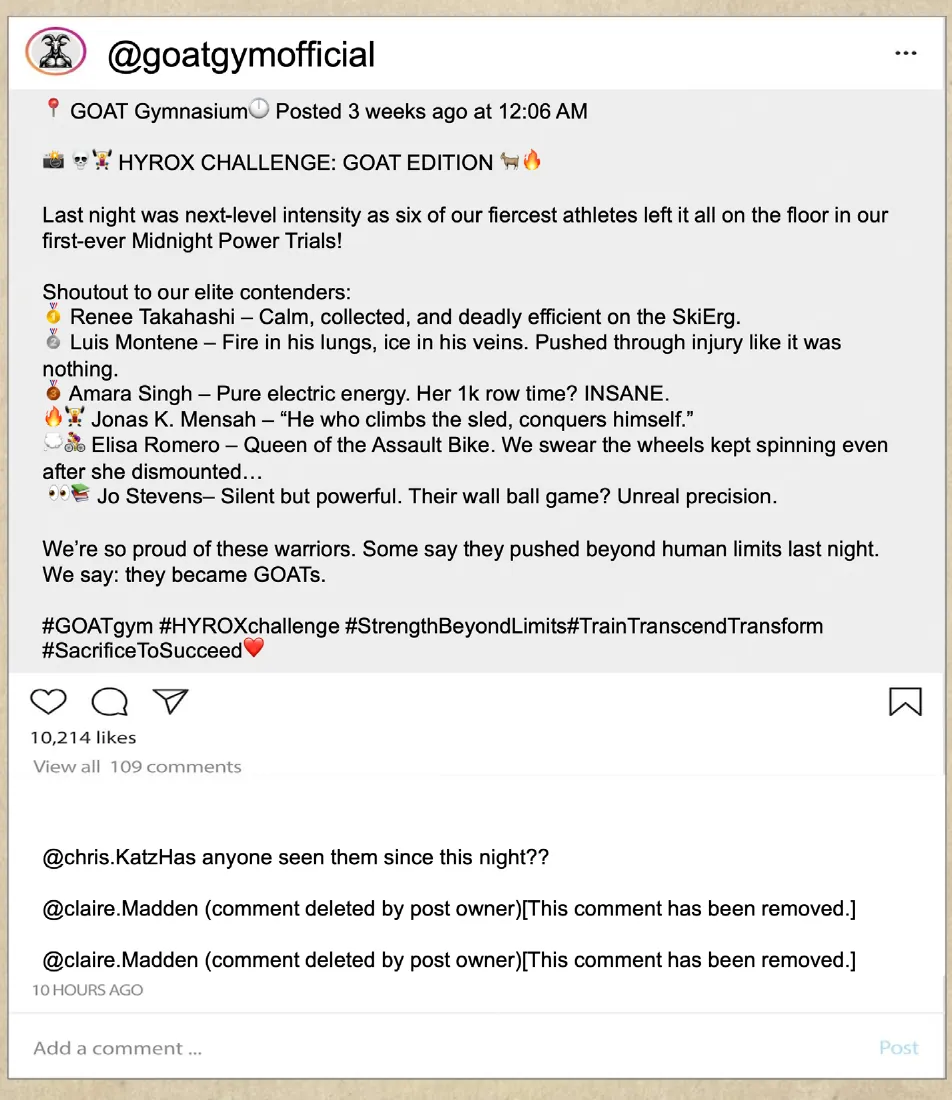 @goatgymofficial
...
📍 GOAT Gymnasium🕛 Posted 3 weeks ago at 12:06 AM
📸 💀🏋️ HYROX CHALLENGE: GOAT EDITION 🐐🔥
Last night was next-level intensity as six of our fiercest athletes left it all on the floor in our
first-ever Midnight Power Trials!
Shoutout to our elite contenders:
🥇 Renee Takahashi – Calm, collected, and deadly efficient on the SkiErg.
🥈 Luis Montene – Fire in his lungs, ice in his veins. Pushed through injury like it was
nothing.
🥉 Amara Singh – Pure electric energy. Her 1k row time? INSANE.
🔥🏋️ Jonas K. Mensah – “He who climbs the sled, conquers himself.”
💭🚴 Elisa Romero – Queen of the Assault Bike. We swear the wheels kept spinning even
after she dismounted…
👀📚 Jo Stevens– Silent but powerful. Their wall ball game? Unreal precision.
We’re so proud of these warriors. Some say they pushed beyond human limits last night.
We say: they became GOATs.
#GOATgym #HYROXchallenge #StrengthBeyondLimits#TrainTranscendTransform
#SacrificeToSucceed❤️
10,214 likes
View all 109 comments
@chris.KatzHas anyone seen them since this night??
@claire.Madden (comment deleted by post owner)[This comment has been removed.]
@claire.Madden (comment deleted by post owner)[This comment has been removed.]
10 HOURS AGO
Add a comment ...
Post